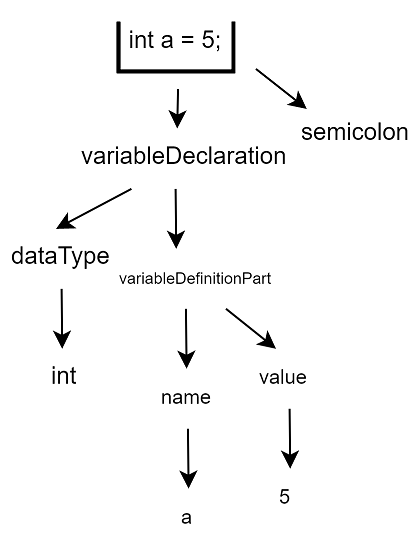 int a = 5;
semicolon
variableDeclaration
dataType
variableDefinitionPart
int
name
value
a
5